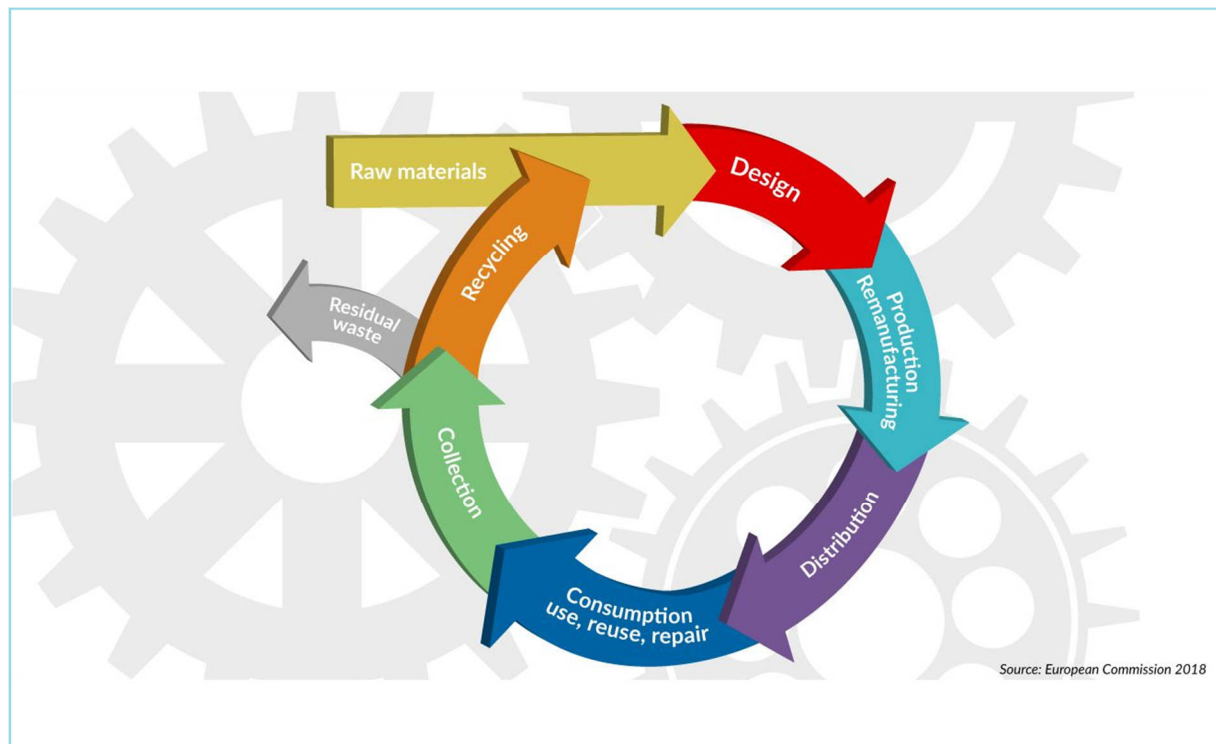 Raw materials
Design
Production
Remanufacturing
Distribution
Consumption
use, reuse, repair
Collection
Recycling
Residual
waste
Source: European Commission 2018